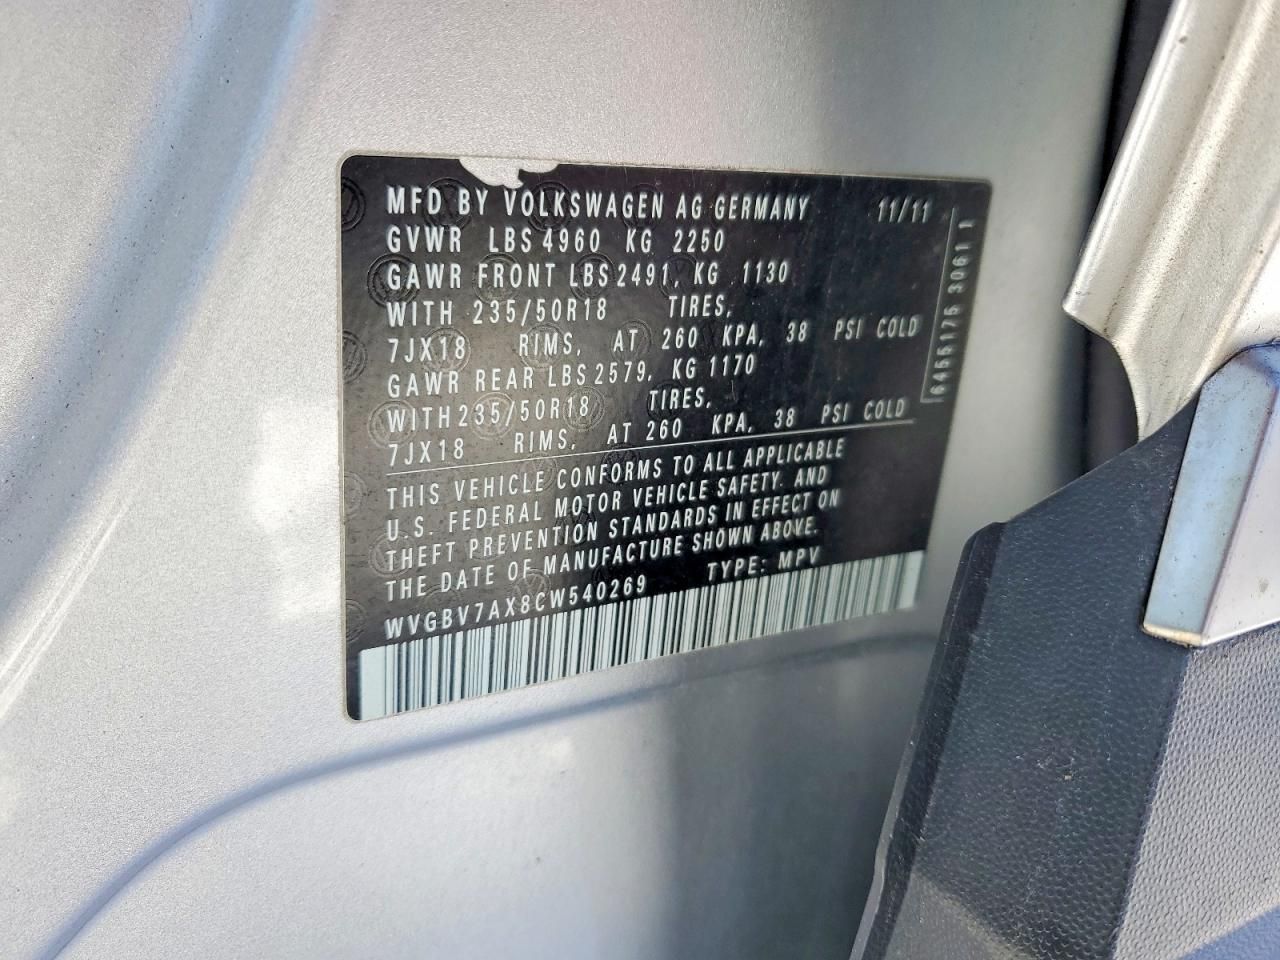 MFD BY VOLKSWAGEN AG GERMANY 11/11
GVWR LBS 4960 KG 2250
GAWR FRONT LBS 2491, KG 1130
WITH 235/50R18 TIRES,
7JX18 RIMS, AT 260 KPA, 38 PSI COLD
GAWR REAR LBS 2579, KG 1170
WITH 235/50R18 TIRES,
7JX18 RIMS, AT 260 KPA, 38 PSI COLD
THIS VEHICLE CONFORMS TO ALL APPLICABLE
U.S. FEDERAL MOTOR VEHICLE SAFETY. AND
THEFT PREVENTION STANDARDS IN EFFECT ON
THE DATE OF MANUFACTURE SHOWN ABOVE.
WVGBV7AX8CW540269 TYPE: MPV
6455175 3061 1